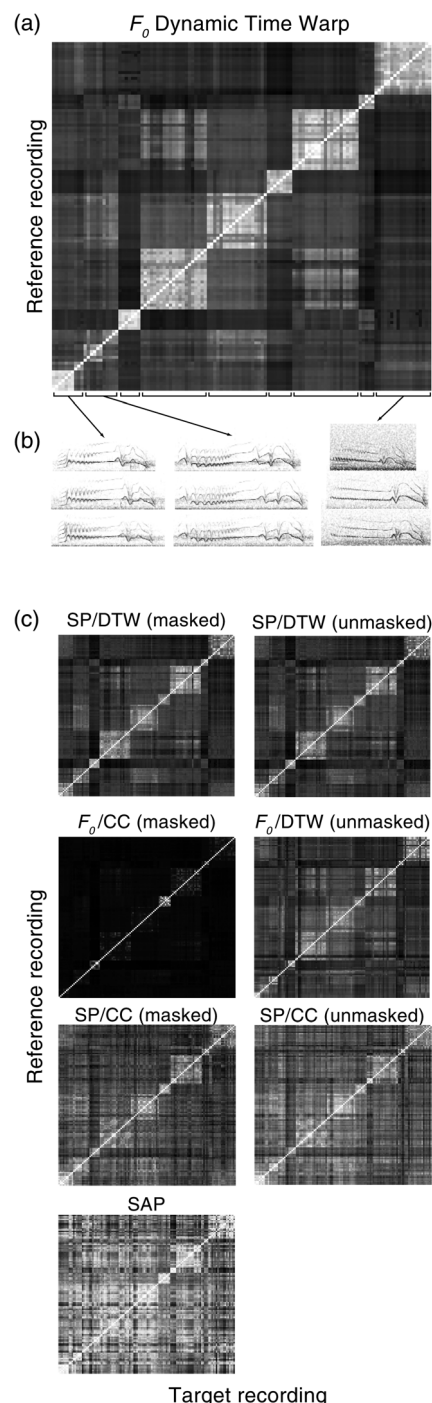 (a)
F₀ Dynamic Time Warp
Reference recording
(b)
(c)
SP/DTW (masked)
SP/DTW (unmasked)
F₀/CC (masked)
F₀/DTW (unmasked)
Reference recording
SP/CC (masked)
SP/CC (unmasked)
SAP
Target recording